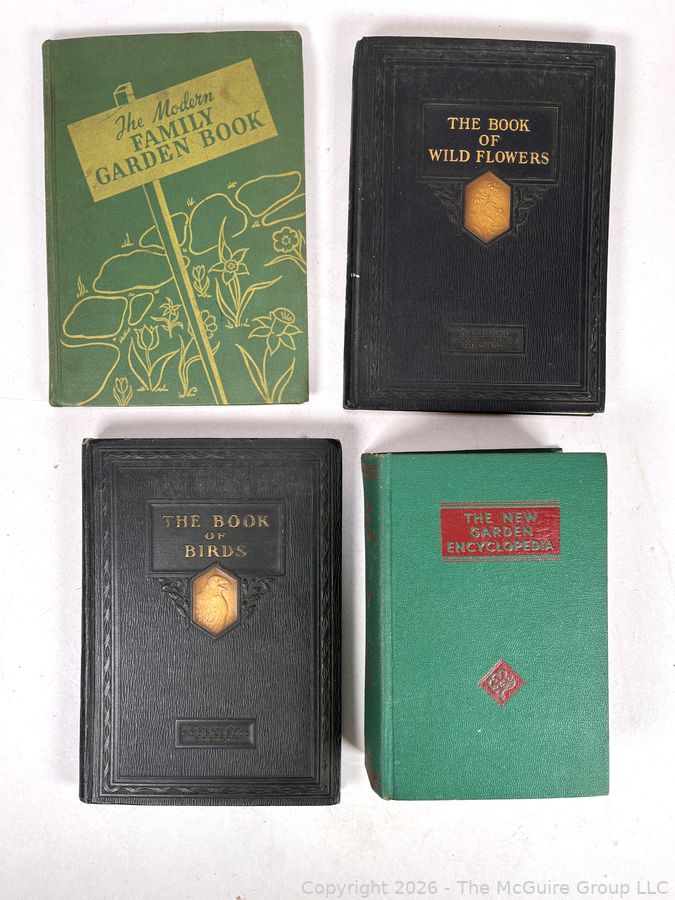 The Modern
FAMILY
GARDEN BOOK
THE BOOK
OF
WILD FLOWERS
THE BOOK
OF
BIRDS
THE NEW
GARDEN
ENCYCLOPEDIA
Copyright 2026 - The McGuire Group LLC